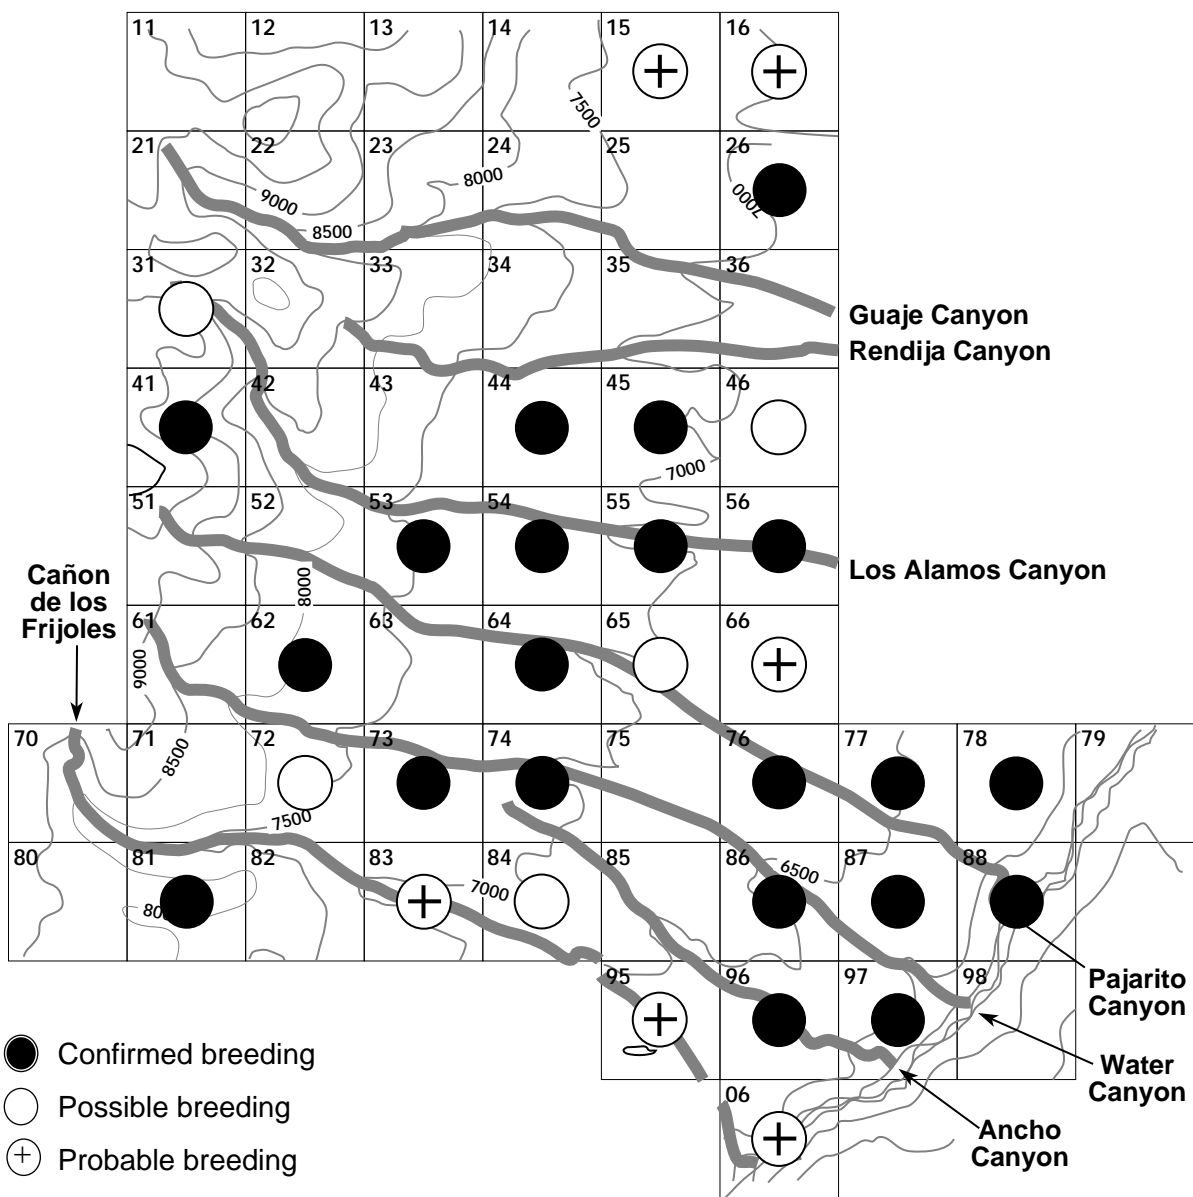 11 12 13 14 15 16
7500
21 22 23 24 25 26
9000 8000 7000
8500
31 32 33 34 35 36
Guaje Canyon
Rendija Canyon
41 42 43 44 45 46
7000
51 52 53 54 55 56
Los Alamos Canyon
Cañon
de los
Frijoles
8000
61 62 63 64 65 66
9000
70 71 72 73 74 75 76 77 78 79
8500
7500
80 81 82 83 84 85 86 87 88
6500
7000
95 96 97 98
Pajarito
Canyon
Confirmed breeding
Water
Canyon
Possible breeding
06
Ancho
Canyon
Probable breeding